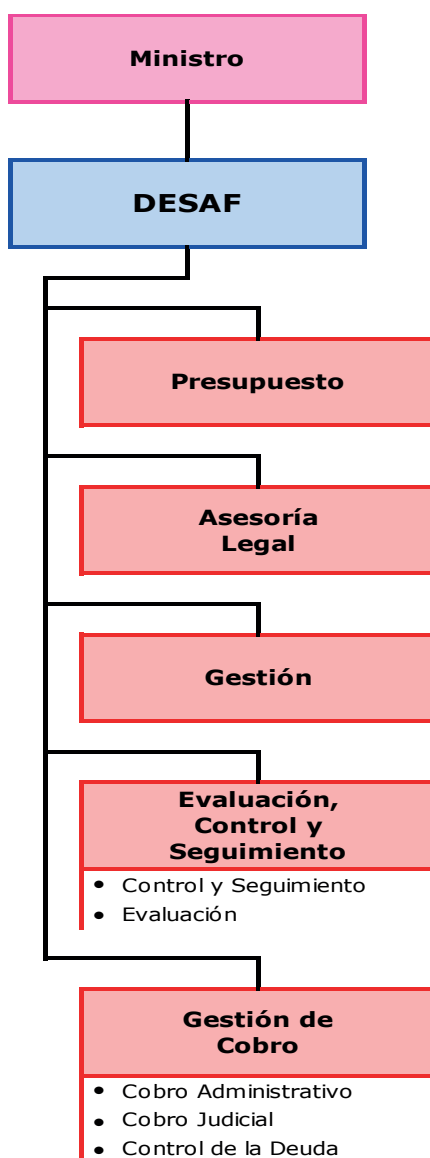 Ministro
DESAF
Presupuesto
Asesoría
Legal
Gestión
Evaluación,
Control y
Seguimiento
• Control y Seguimiento
• Evaluación
Gestión de
Cobro
• Cobro Administrativo
• Cobro Judicial
• Control de la Deuda